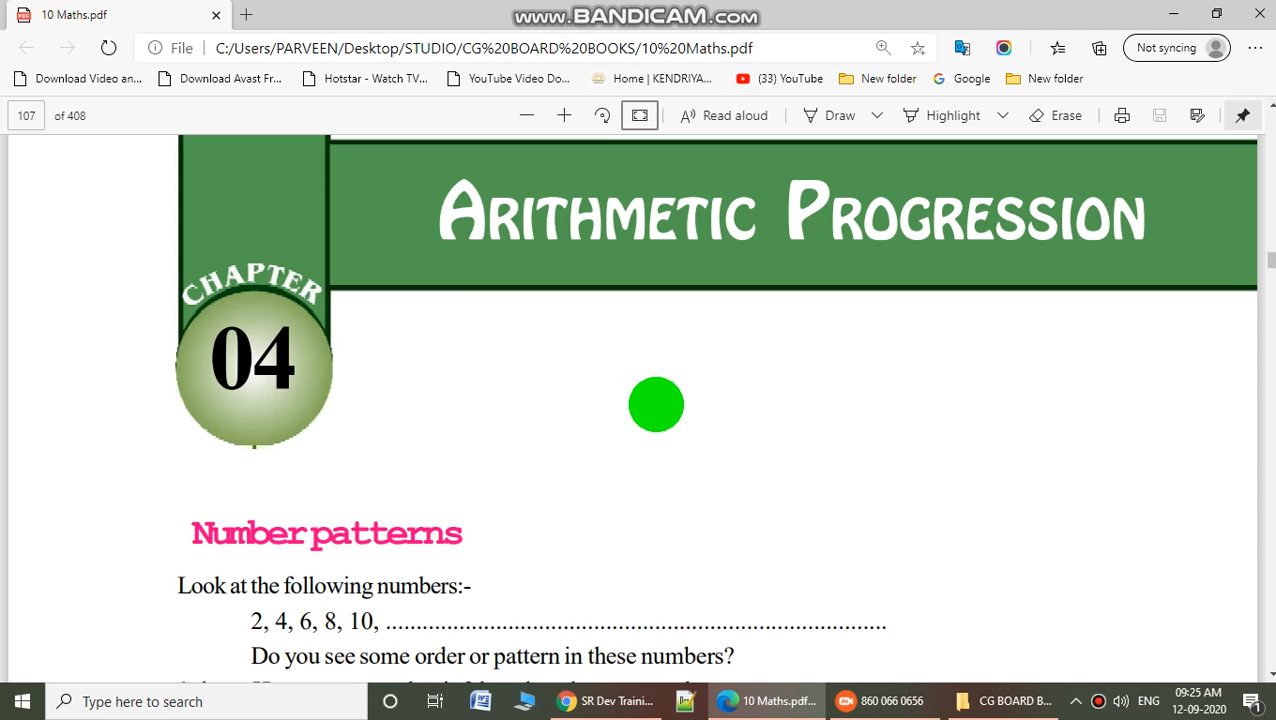 www.BANDICAM.com
10 Maths.pdf
File C:/Users/PARVEEN/Desktop/STUDIO/CG%20BOARD%20BOOKS/10%20Maths.pdf
Not syncing
Download Video an... Download Avast Fr... Hotstar - Watch TV... YouTube Video Do... Home | KENDRIYA... (33) YouTube New folder Google New folder
107 of 408 Read aloud Draw Highlight Erase
ARITHMETIC PROGRESSION
CHAPTER
04
Number patterns
Look at the following numbers:-
2, 4, 6, 8, 10, ...................................................................................
Do you see some order or pattern in these numbers?
Type here to search SR Dev Traini... 10 Maths.pdf... 860 066 0656 CG BOARD B... ENG 09:25 AM
12-09-2020